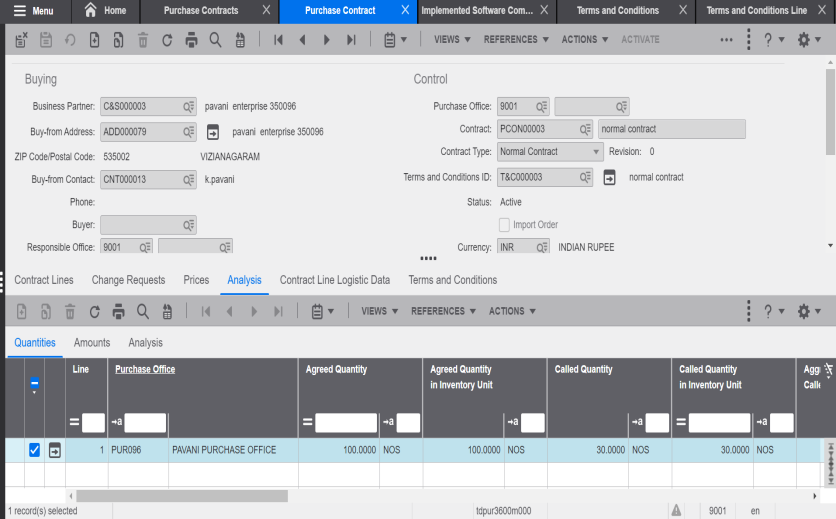 Menu Home Purchase Contracts X Purchase Contract X Implemented Software Com... X Terms and Conditions X Terms and Conditions Line X
VIEWS REFERENCES ACTIONS ACTIVATE ... ?
Buying Control
Business Partner: C&S000003 pavani enterprise 350096 Purchase Office: 9001
Buy-from Address: ADD000079 pavani enterprise 350096 Contract: PCON00003 normal contract
ZIP Code/Postal Code: 535002 VIZIANAGARAM Contract Type: Normal Contract Revision: 0
Buy-from Contact: CNT000013 k.pavani Terms and Conditions ID: T&C000003 normal contract
Phone: Status: Active
Buyer: Import Order
Responsible Office: 9001 Currency: INR INDIAN RUPEE
Contract Lines Change Requests Prices Analysis Contract Line Logistic Data Terms and Conditions
VIEWS REFERENCES ACTIONS ?
Quantities Amounts Analysis
Line Purchase Office Agreed Quantity Agreed Quantity Called Quantity Called Quantity
in Inventory Unit in Inventory Unit Calle
= →a = →a →a →a = →a
1 PUR096 PAVANI PURCHASE OFFICE 100.0000 NOS 100.0000 NOS 30.0000 NOS 30.0000 NOS
1 record(s) selected tdpur3600m000 9001 en